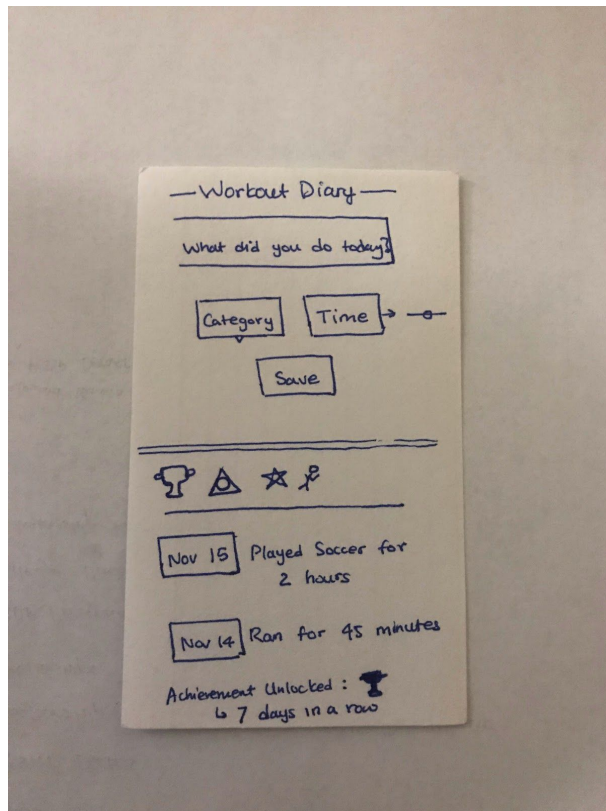 Workout Diary
What did you do today?
Category
Time
Save
Nov 15
Played Soccer for
2 hours
Nov 14
Ran for 45 minutes
Achievement Unlocked :
↳ 7 days in a row